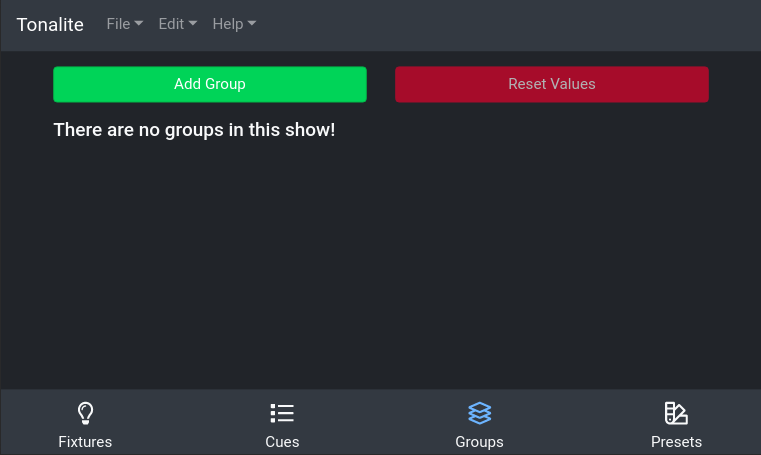 Tonalite File Edit Help
Add Group Reset Values
There are no groups in this show!
Fixtures Cues Groups Presets